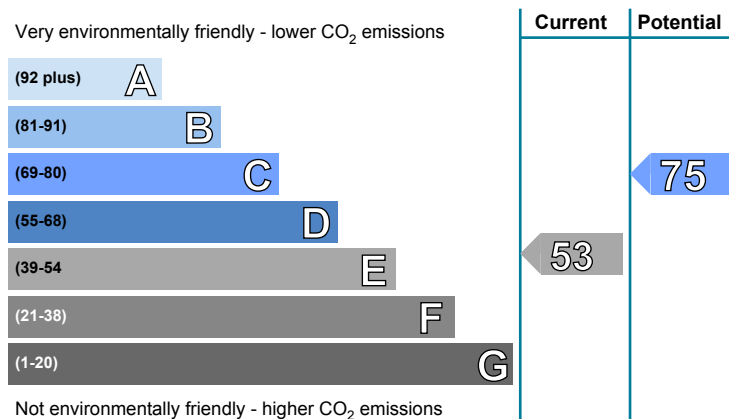 Very environmentally friendly - lower CO₂ emissions
Current
Potential
(92 plus) A
(81-91) B
(69-80) C
75
(55-68) D
(39-54 E
53
(21-38) F
(1-20) G
Not environmentally friendly - higher CO₂ emissions